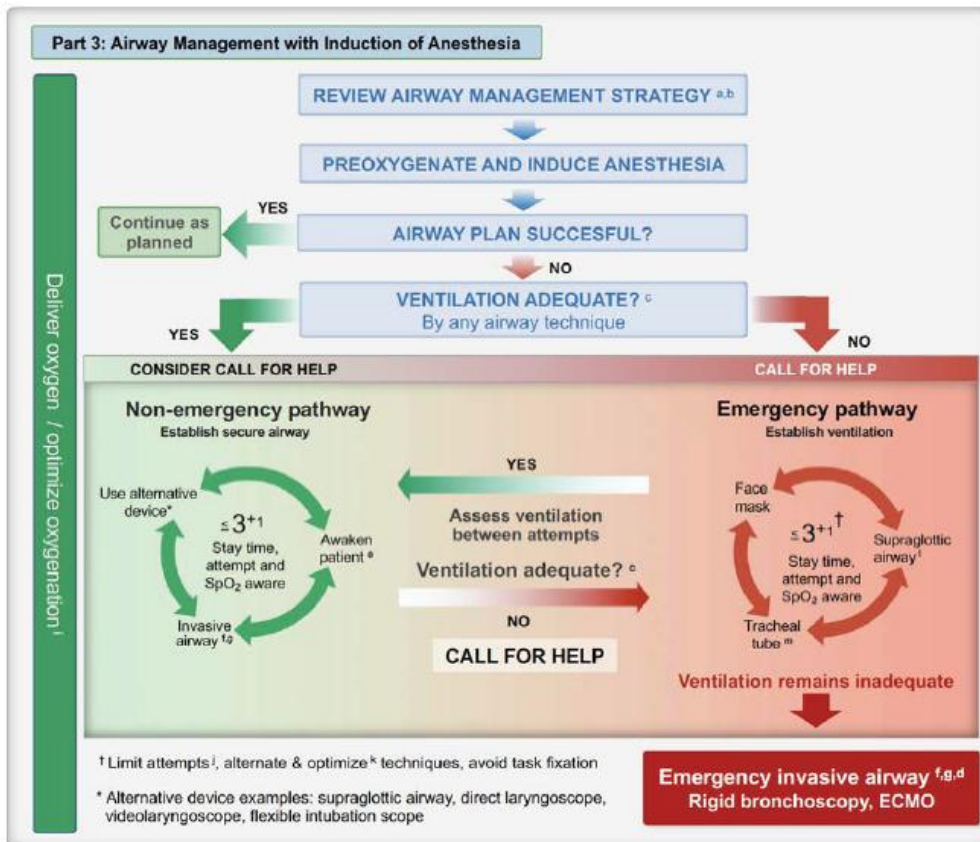 Part 3: Airway Management with Induction of Anesthesia
REVIEW AIRWAY MANAGEMENT STRATEGY a,b
PREOXYGENATE AND INDUCE ANESTHESIA
YES
Continue as
planned
AIRWAY PLAN SUCCESFUL?
NO
VENTILATION ADEQUATE? c
By any airway technique
YES
NO
Deliver oxygen / optimize oxygenation i
CONSIDER CALL FOR HELP
CALL FOR HELP
Non-emergency pathway
Establish secure airway
Use alternative
device*
≤ 3+1
Stay time,
attempt and
SpO2 aware
Awaken
patient e
Invasive
airway f,g
YES
Assess ventilation
between attempts
Ventilation adequate? c
NO
CALL FOR HELP
Emergency pathway
Establish ventilation
Face
mask
≤ 3+1 †
Stay time,
attempt and
SpO2 aware
Supraglottic
airway l
Tracheal
tube m
Ventilation remains inadequate
† Limit attempts j, alternate & optimize k techniques, avoid task fixation
* Alternative device examples: supraglottic airway, direct laryngoscope,
videolaryngoscope, flexible intubation scope
Emergency invasive airway f,g,d
Rigid bronchoscopy, ECMO